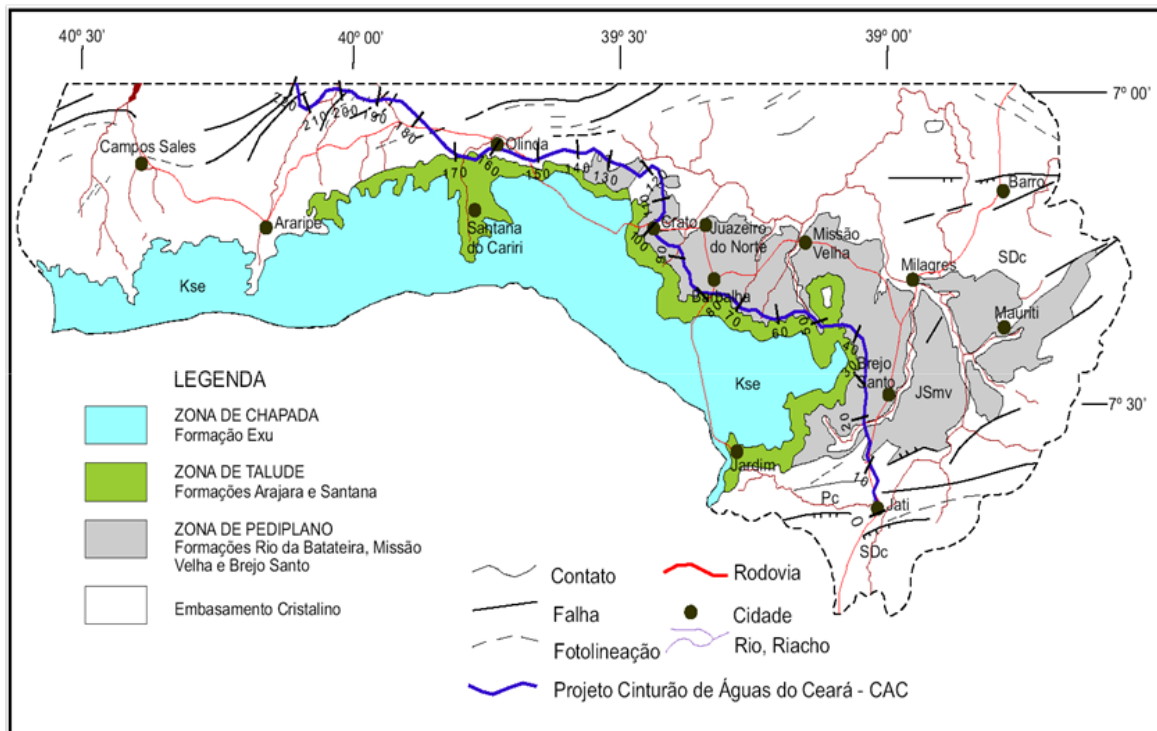 40º 30'
40º 00'
39º 30'
39º 00'
7º 00'
210
200
190
180
Campos Sales
Olinda
170
160
150
140
130
120
Barro
Araripe
Santana
do Cariri
100
Crato
Juazeiro
do Norte
Missão
Velha
90
SDc
Milagres
Kse
Barbalha
Mauriti
80
70
60
50
40
30
Brejo
Santo
Kse
JSmv
7º 30'
20
LEGENDA
ZONA DE CHAPADA
Formação Exu
ZONA DE TALUDE
Formações Arajara e Santana
ZONA DE PEDIPLANO
Formações Rio da Batateira, Missão
Velha e Brejo Santo
Embasamento Cristalino
Jardim
10
Pc
Jati
0
SDc
Contato
Rodovia
Falha
Cidade
Fotolineação
Rio, Riacho
Projeto Cinturão de Águas do Ceará - CAC